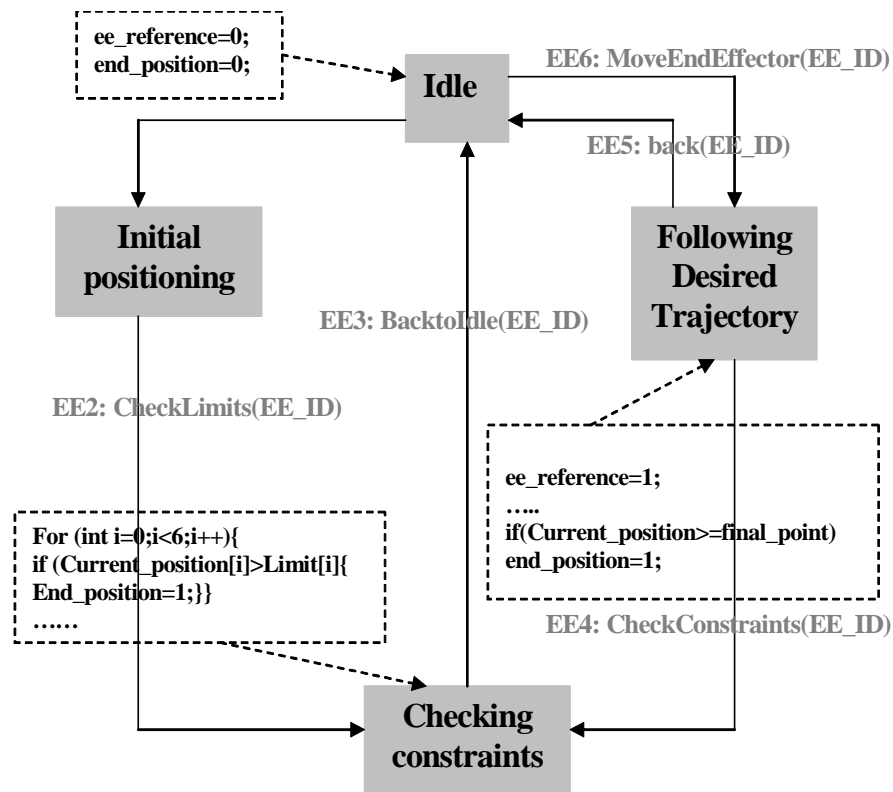 ee_reference=0;
end_position=0;
Idle
EE6: MoveEndEffector(EE_ID)
EE5: back(EE_ID)
Initial
positioning
Following
Desired
Trajectory
EE3: BacktoIdle(EE_ID)
EE2: CheckLimits(EE_ID)
ee_reference=1;
…..
if(Current_position>=final_point)
end_position=1;
For (int i=0;i<6;i++){
if (Current_position[i]>Limit[i]{
End_position=1;}}
……
EE4: CheckConstraints(EE_ID)
Checking
constraints